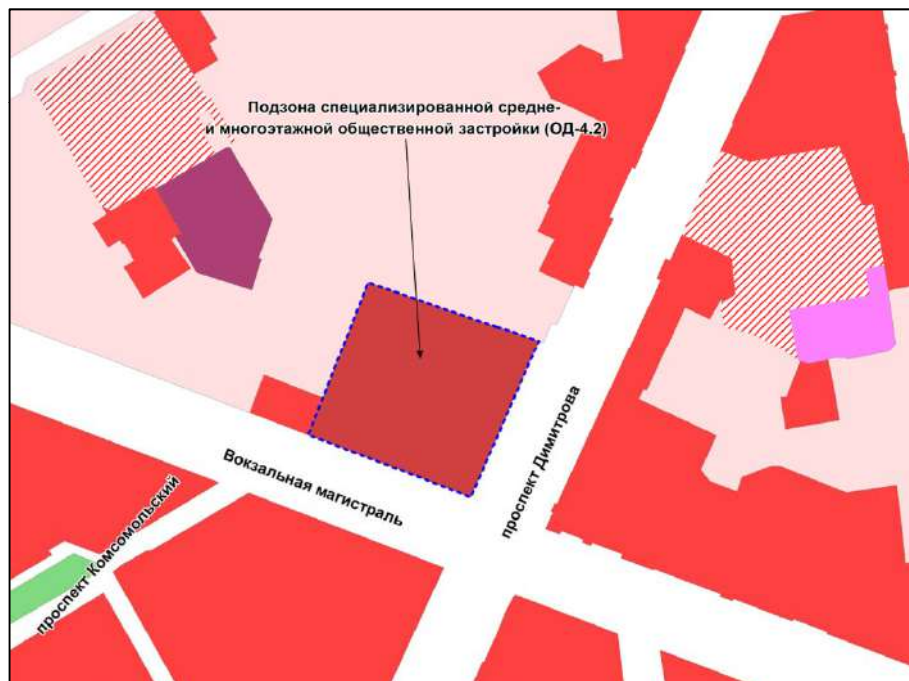 Подзона специализированной средне-
и многоэтажной общественной застройки (ОД-4.2)
проспект Димитрова
Вокзальная магистраль
проспект Комсомольский